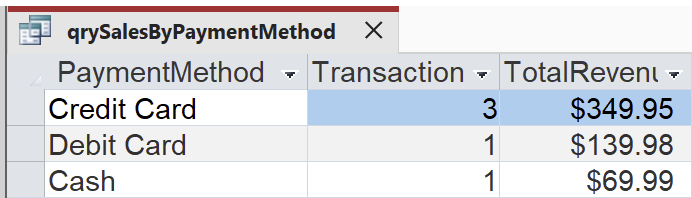 qrySalesByPaymentMethod
PaymentMethod Transaction TotalRevenu
Credit Card 3 $349.95
Debit Card 1 $139.98
Cash 1 $69.99